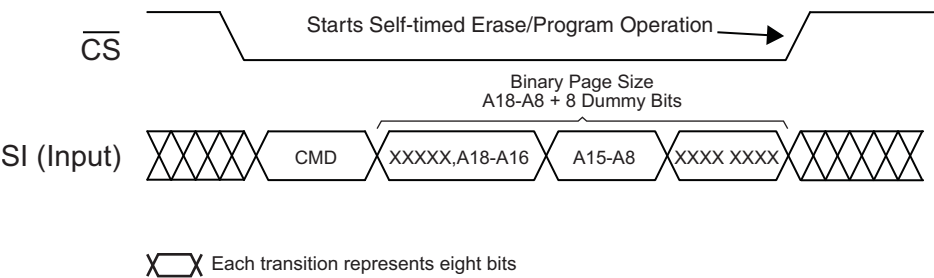 Starts Self-timed Erase/Program Operation
CS
Binary Page Size
A18-A8 + 8 Dummy Bits
SI (Input)
CMD
XXXXX,A18-A16
A15-A8
XXXX XXXX
Each transition represents eight bits